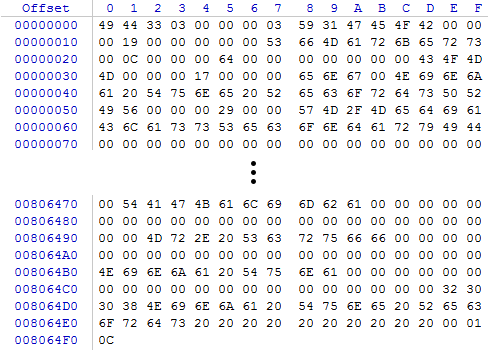 Offset 0 1 2 3 4 5 6 7 8 9 A B C D E F
00000000 49 44 33 03 00 00 00 03 59 31 47 45 4F 42 00 00
00000010 00 19 00 00 00 00 00 53 66 4D 61 72 6B 65 72 73
00000020 00 0C 00 00 00 64 00 00 00 00 00 00 00 43 4F 4D
00000030 4D 00 00 00 17 00 00 00 65 6E 67 00 4E 69 6E 6A
00000040 61 20 54 75 6E 65 20 52 65 63 6F 72 64 73 50 52
00000050 49 56 00 00 00 29 00 00 57 4D 2F 4D 65 64 69 61
00000060 43 6C 61 73 73 53 65 63 6F 6E 64 61 72 79 49 44
00000070 00 00 00 00 00 00 00 00 00 00 00 00 00 00 00 00
00806470 00 54 41 47 4B 61 6C 69 6D 62 61 00 00 00 00 00
00806480 00 00 00 00 00 00 00 00 00 00 00 00 00 00 00 00
00806490 00 00 4D 72 2E 20 53 63 72 75 66 66 00 00 00 00
008064A0 00 00 00 00 00 00 00 00 00 00 00 00 00 00 00 00
008064B0 4E 69 6E 6A 61 20 54 75 6E 61 00 00 00 00 00 00
008064C0 00 00 00 00 00 00 00 00 00 00 00 00 00 00 32 30
008064D0 30 38 4E 69 6E 6A 61 20 54 75 6E 65 20 52 65 63
008064E0 6F 72 64 73 20 20 20 20 20 20 20 20 20 20 00 01
008064F0 0C